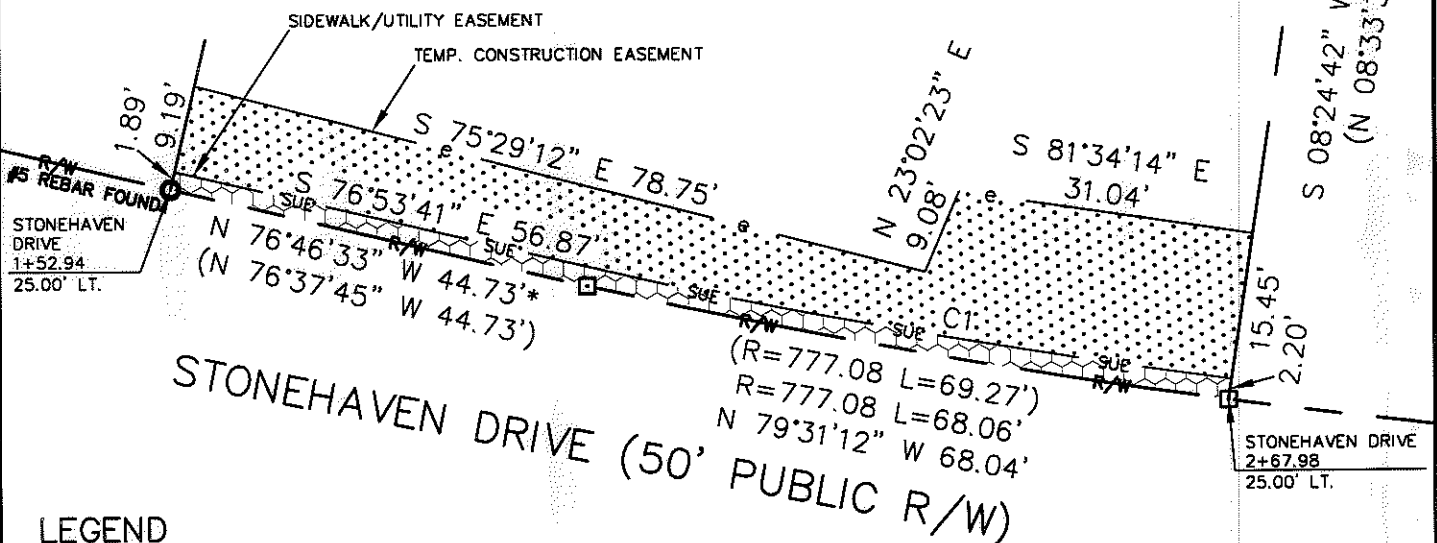 SIDEWALK/UTILITY EASEMENT
TEMP. CONSTRUCTION EASEMENT
1.89'
9.19'
S 75°29'12" E 78.75'
e
e
N 23°02'23" E
9.08'
S 81°34'14" E
e
31.04'
S 08°24'42" W
(N 08°33'
R/W
#5 REBAR FOUND
STONEHAVEN
DRIVE
1+52.94
25.00' LT.
S 76°53'41" E 56.87'
SUE
SUE
SUE
SUE
SUE
C1
R/W
R/W
R/W
N 76°46'33" W 44.73'*
(N 76°37'45" W 44.73')
(R=777.08 L=69.27')
R=777.08 L=68.06'
N 79°31'12" W 68.04'
15.45
2.20'
STONEHAVEN DRIVE
2+67.98
25.00' LT.
STONEHAVEN DRIVE (50' PUBLIC R/W)
LEGEND